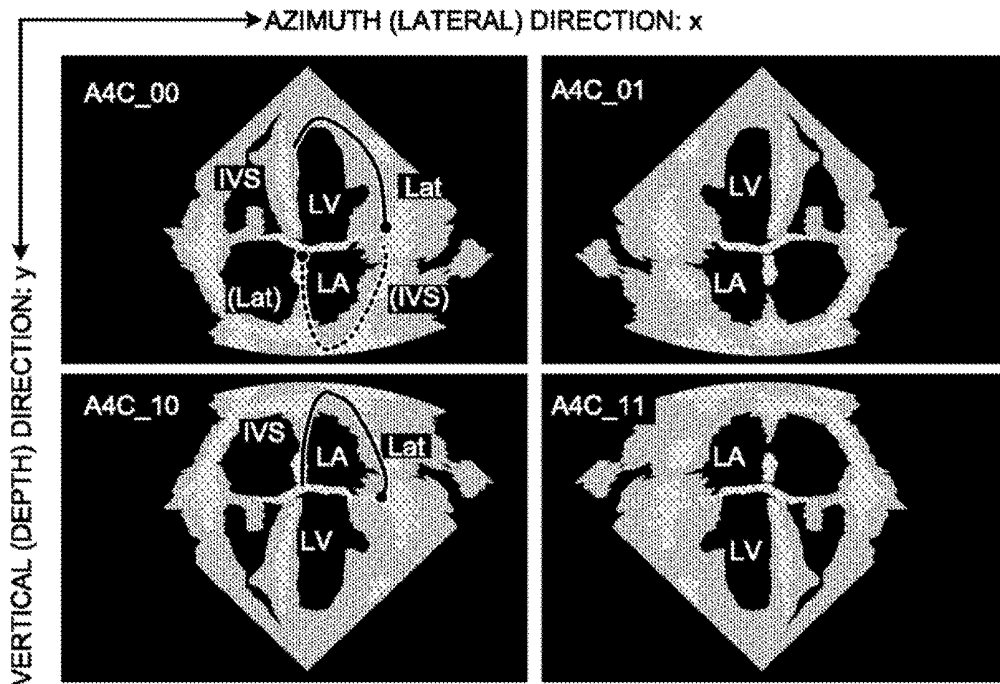 AZIMUTH (LATERAL) DIRECTION: x
VERTICAL (DEPTH) DIRECTION: y
A4C_00
IVS
LV
Lat
LA
(Lat)
(IVS)
A4C_01
LV
LA
A4C_10
IVS
LA
Lat
LV
A4C_11
LA
LV